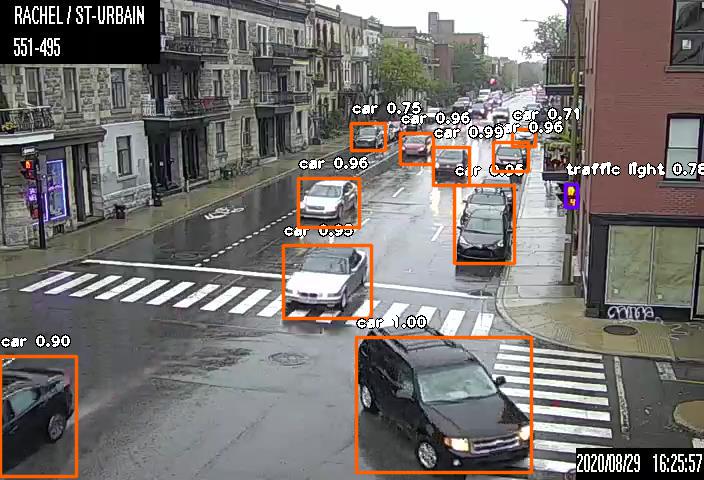 RACHEL / ST-URBAIN
551-495
car 0.75
car 0.96
car 0.71
car 0.99
car 0.96
car 0.96
traffic light 0.78
car 0.95
car 1.00
car 0.90
2020/08/29 16:25:57